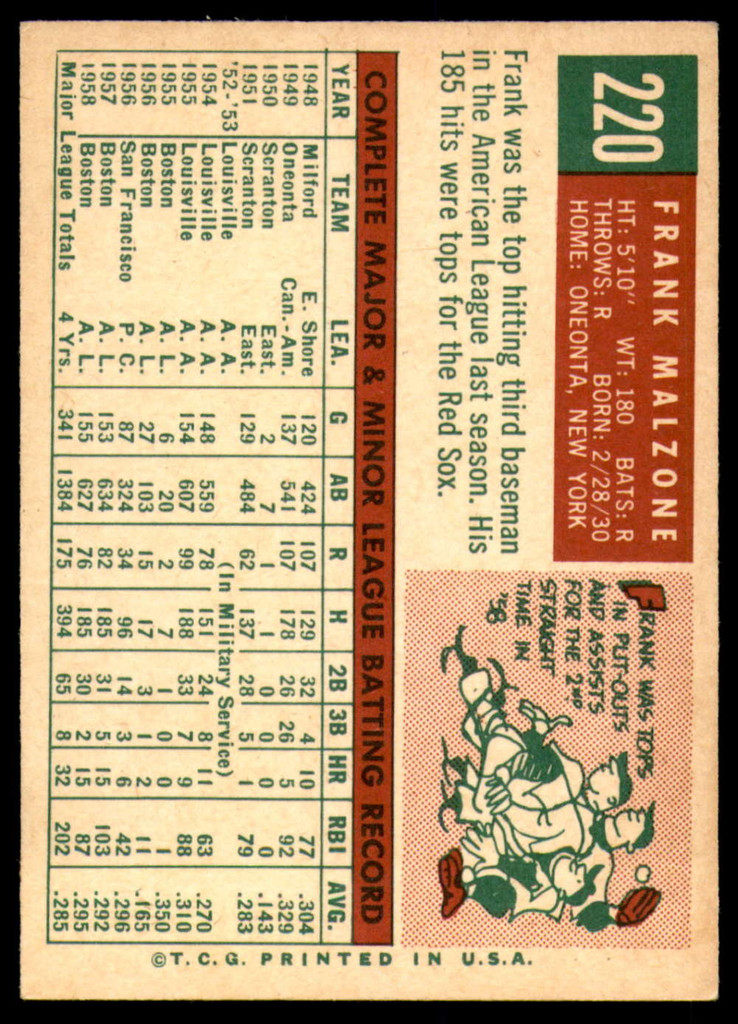 220
FRANK MALZONE
HT: 5'10" WT: 180 BATS: R
THROWS: R BORN: 2/28/30
HOME: ONEONTA, NEW YORK
Frank was the top hitting third baseman
in the American League last season. His
185 hits were tops for the Red Sox.
FRANK WAS TOPS
IN PUT-OUTS
AND ASSISTS
FOR THE 2ND
STRAIGHT
TIME IN
'58
COMPLETE MAJOR & MINOR LEAGUE BATTING RECORD
YEAR TEAM LEA. G AB R H 2B 3B HR RBI AVG.
1948 Milford E. Shore 120 424 107 129 32 4 10 77 .304
1949 Oneonta Can.-Am. 137 541 107 178 26 26 5 92 .329
1950 Scranton East. 2 7 1 1 0 0 0 0 .143
1951 Scranton East. 129 484 62 137 28 5 1 79 .283
'52-'53 Louisville A. A. (In Military Service)
1954 Louisville A. A. 148 559 78 151 24 8 11 63 .270
1955 Louisville A. A. 154 607 99 188 33 7 9 88 .310
1955 Boston A. L. 6 20 2 7 1 0 0 1 .350
1956 Boston A. L. 27 103 15 17 3 1 2 11 .165
1956 San Francisco P. C. 87 324 34 96 14 3 6 42 .296
1957 Boston A. L. 153 634 82 185 31 5 15 103 .292
1958 Boston A. L. 155 627 76 185 30 2 15 87 .295
Major League Totals 4 Yrs. 341 1384 175 394 65 8 32 202 .285
©T.C.G. PRINTED IN U.S.A.